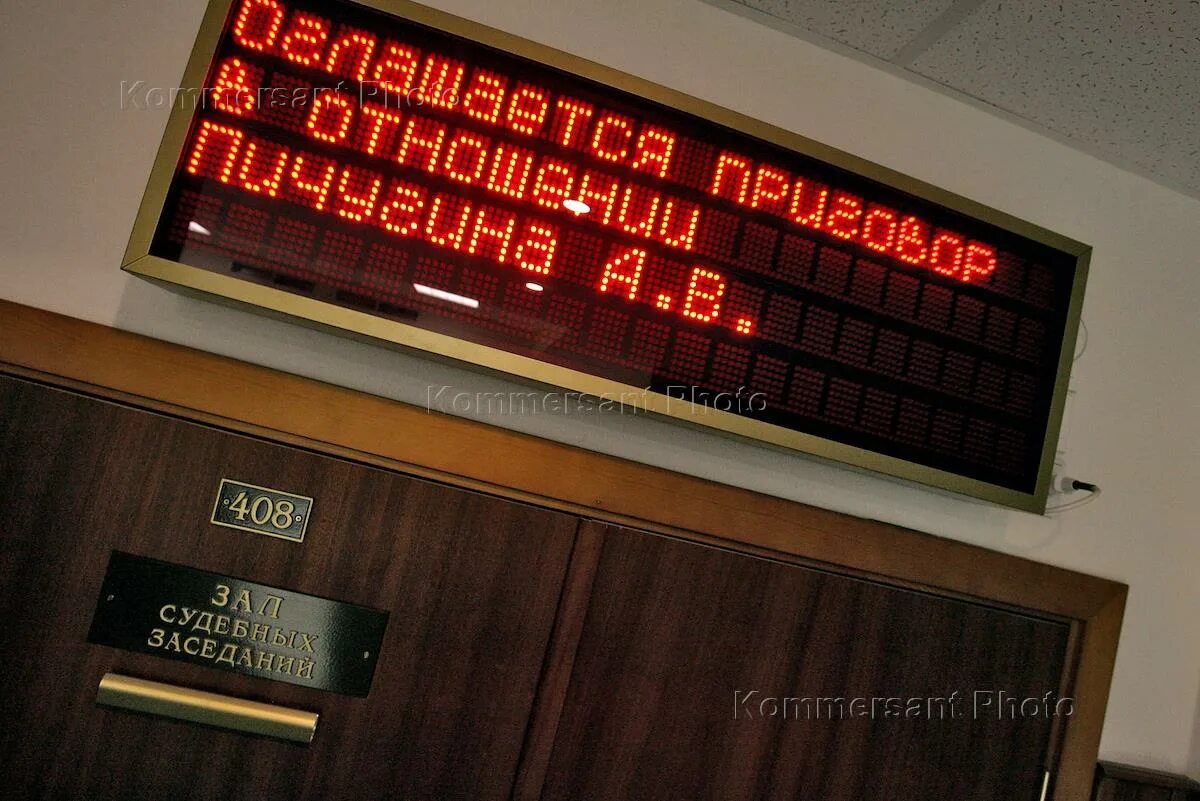 Оглашается приговор
в отношении
Пичугина А.В.
Kommersant Photo
Kommersant Photo
408
ЗАЛ
СУДЕБНЫХ
ЗАСЕДАНИЙ
Kommersant Photo